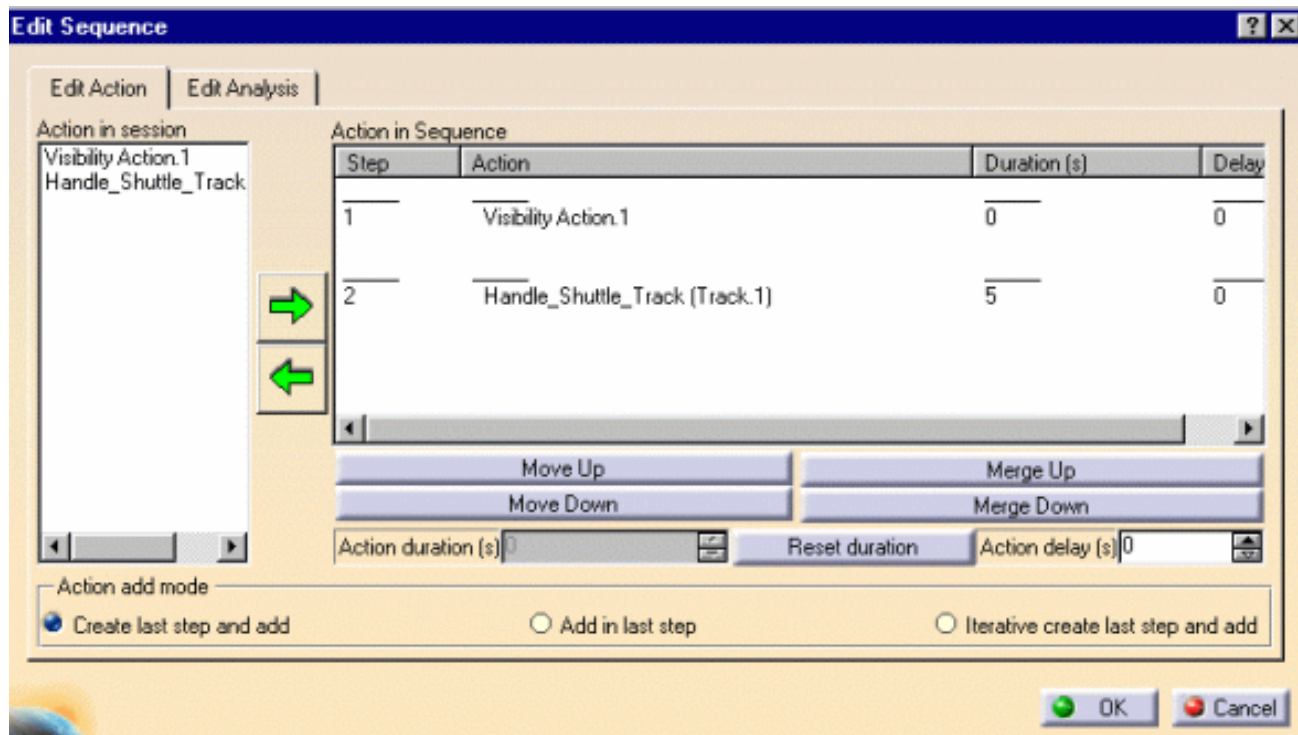 Edit Sequence
Edit Action Edit Analysis
Action in session
Visibility Action.1
Handle_Shuttle_Track
Action in Sequence
Step Action Duration (s) Delay
1 Visibility Action.1 0 0
2 Handle_Shuttle_Track (Track.1) 5 0
Move Up Merge Up
Move Down Merge Down
Action duration (s) 0 Reset duration Action delay (s) 0
Action add mode
Create last step and add Add in last step Iterative create last step and add
OK Cancel